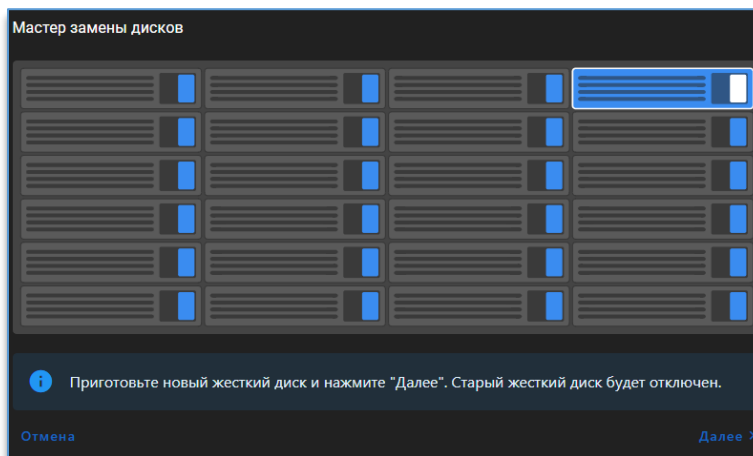 Мастер замены дисков
Приготовьте новый жесткий диск и нажмите "Далее". Старый жесткий диск будет отключен.
Отмена
Далее